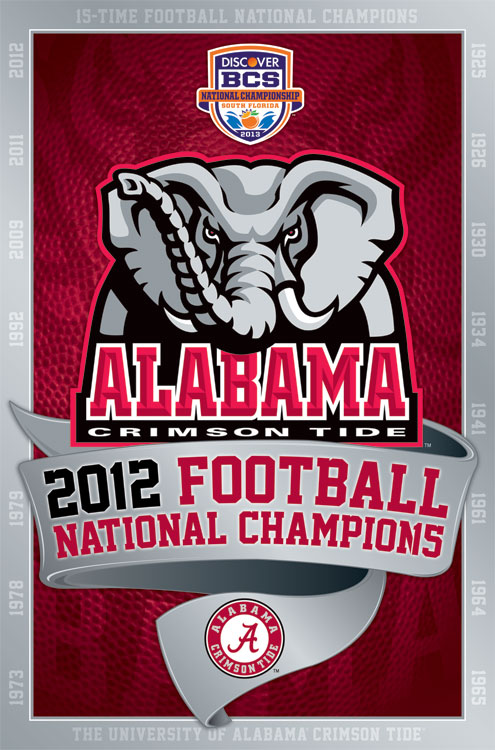 15-TIME FOOTBALL NATIONAL CHAMPIONS
DISCOVER
BCS
NATIONAL CHAMPIONSHIP
SOUTH FLORIDA
2013
ALABAMA
CRIMSON TIDE™
2012 FOOTBALL
NATIONAL CHAMPIONS
ALABAMA
A
CRIMSON TIDE
™
1925
1926
1930
1934
1941
1961
1964
1965
1973
1978
1979
1992
2009
2011
2012
THE UNIVERSITY OF ALABAMA® CRIMSON TIDE®